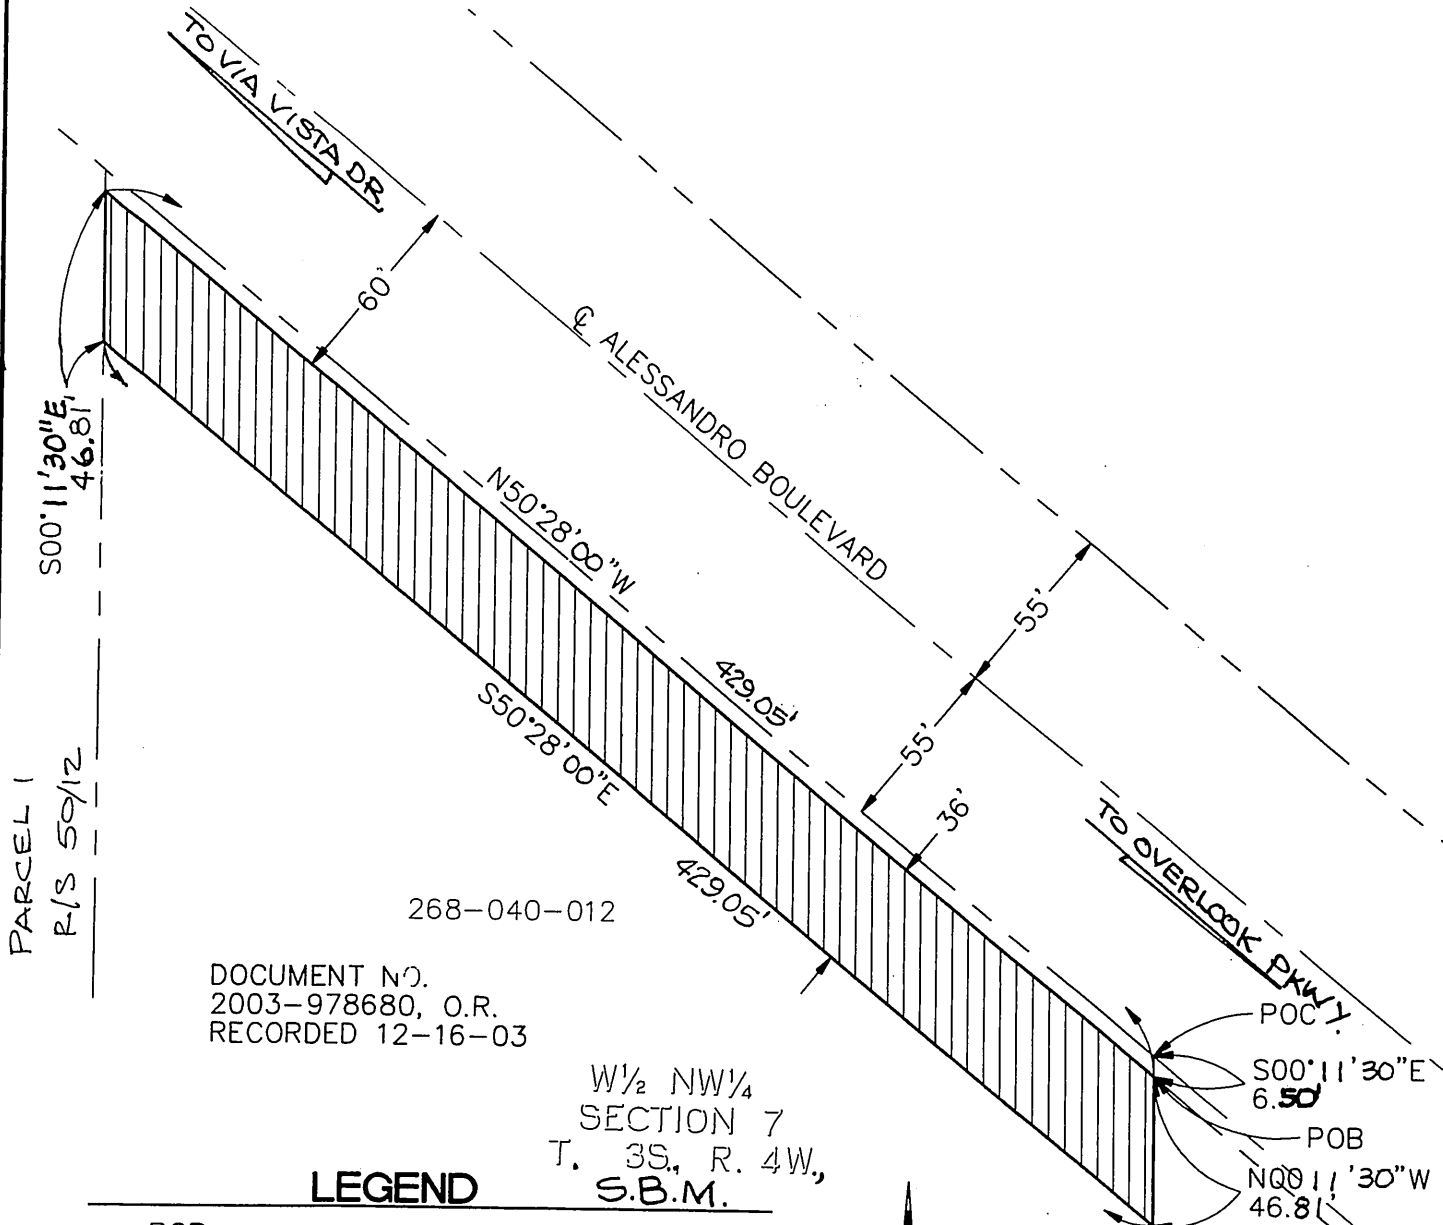 TO VIA VISTA DR.
60'
℄ ALESSANDRO BOULEVARD
S00°11'30"E
46.81'
N50°28'00"W
429.05'
S50°28'00"E
429.05'
55'
55'
36'
TO OVERLOOK PKWY.
PARCEL 1
R/S 50/12
268-040-012
DOCUMENT NO.
2003-978680, O.R.
RECORDED 12-16-03
POC
S00°11'30"E
6.50'
POB
N00°11'30"W
46.81'
W½ NW¼
SECTION 7
T. 3S., R. 4W.,
S.B.M.
LEGEND